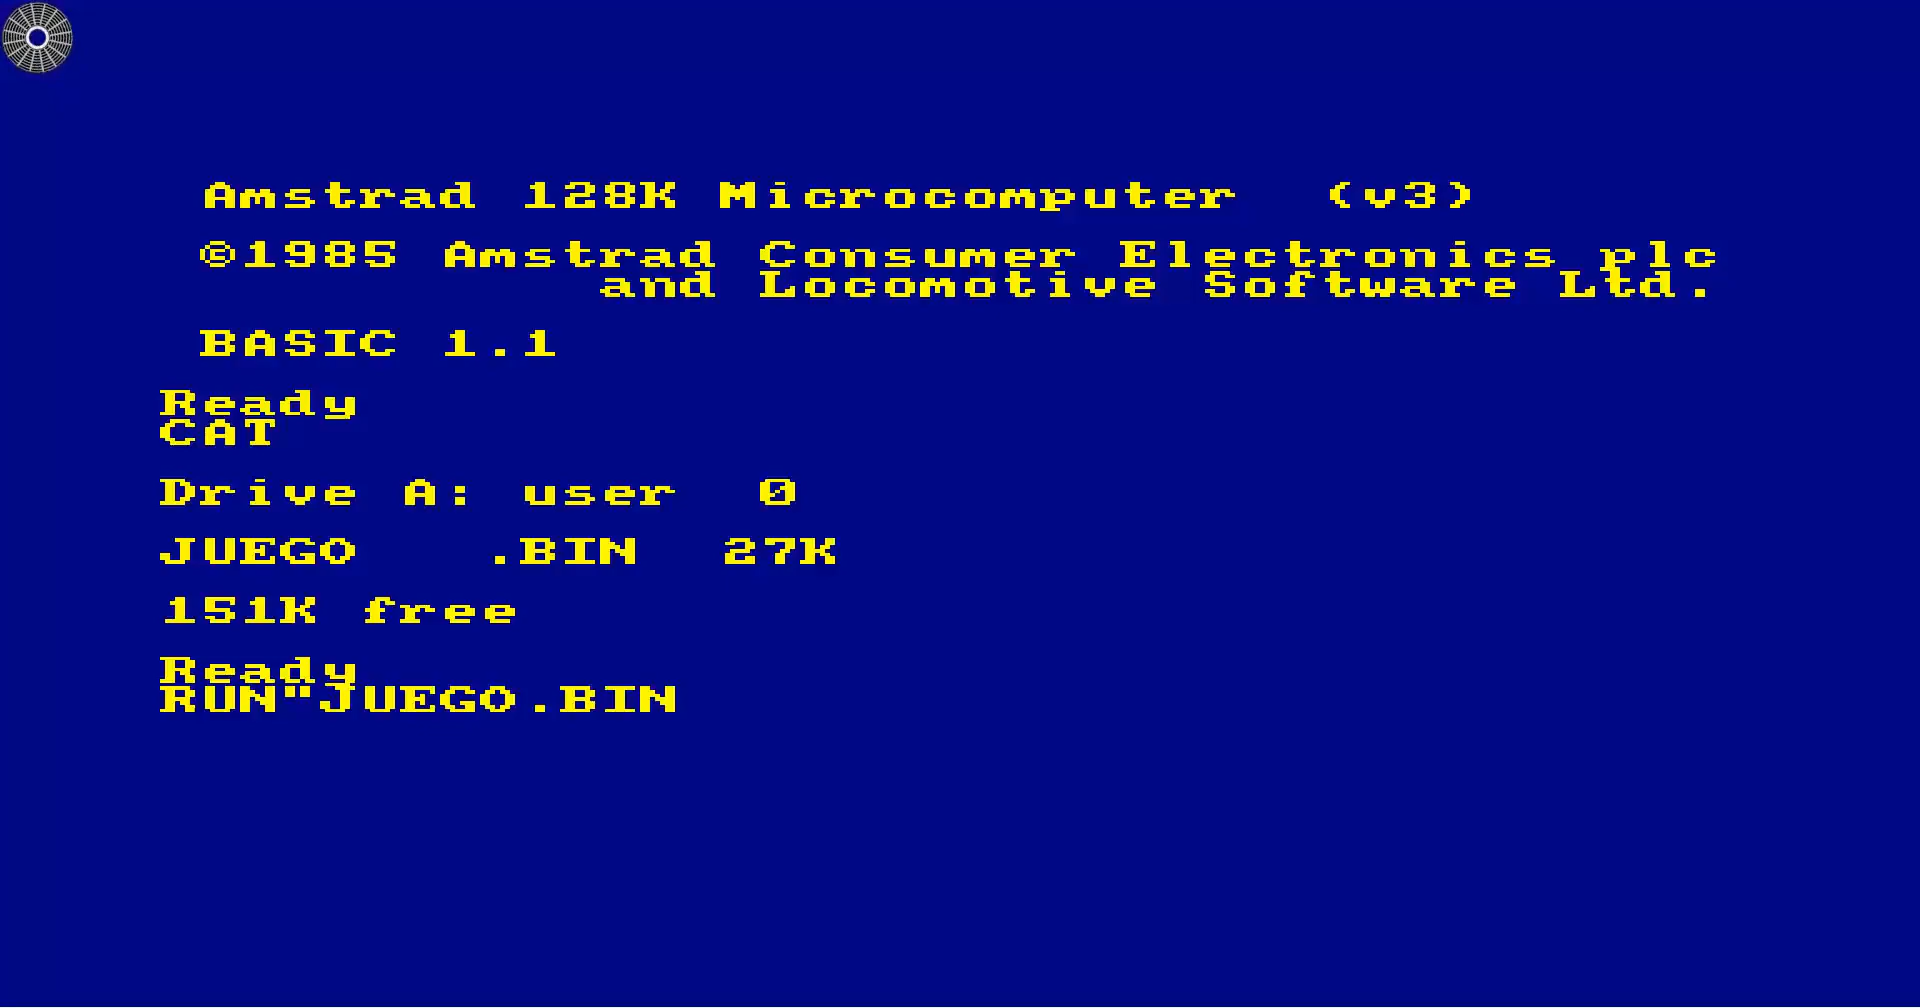 Amstrad 128K Microcomputer  (v3)
©1985 Amstrad Consumer Electronics plc
and Locomotive Software Ltd.
BASIC 1.1
Ready
CAT
Drive A: user  0
JUEGO   .BIN  27K
151K free
Ready
RUN"JUEGO.BIN